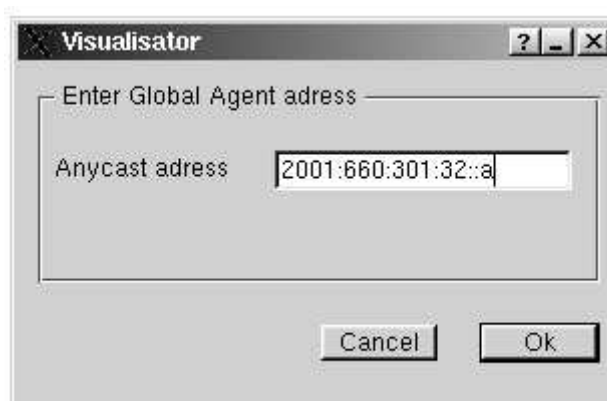 Visualisator
Enter Global Agent adress
Anycast adress 2001:660:301:32::a
Cancel Ok